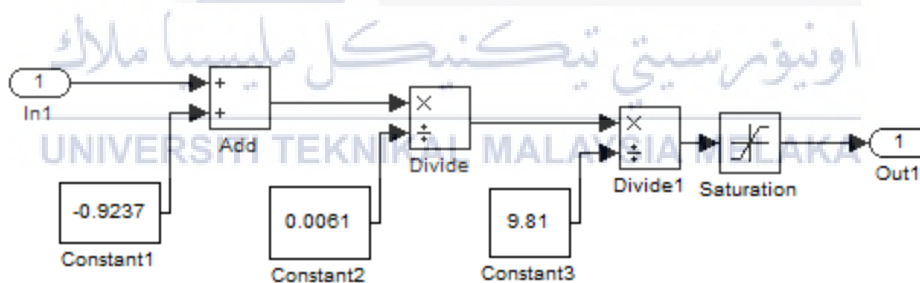 اونيۏرسيتي تيكنيكل مليسيا ملاك
UNIVERSITI TEKNIKAL MALAYSIA MELAKA
1
In1
+
+
Add
-0.9237
Constant1
×
÷
Divide
0.0061
Constant2
×
÷
Divide1
9.81
Constant3
Saturation
1
Out1